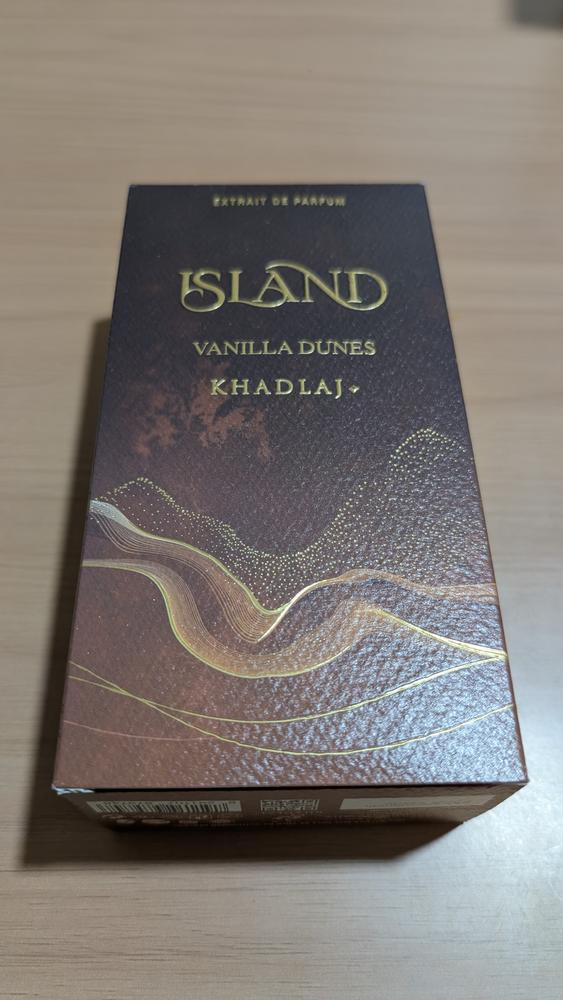 EXTRAIT DE PARFUM
ISLAND
VANILLA DUNES
KHADLAJ